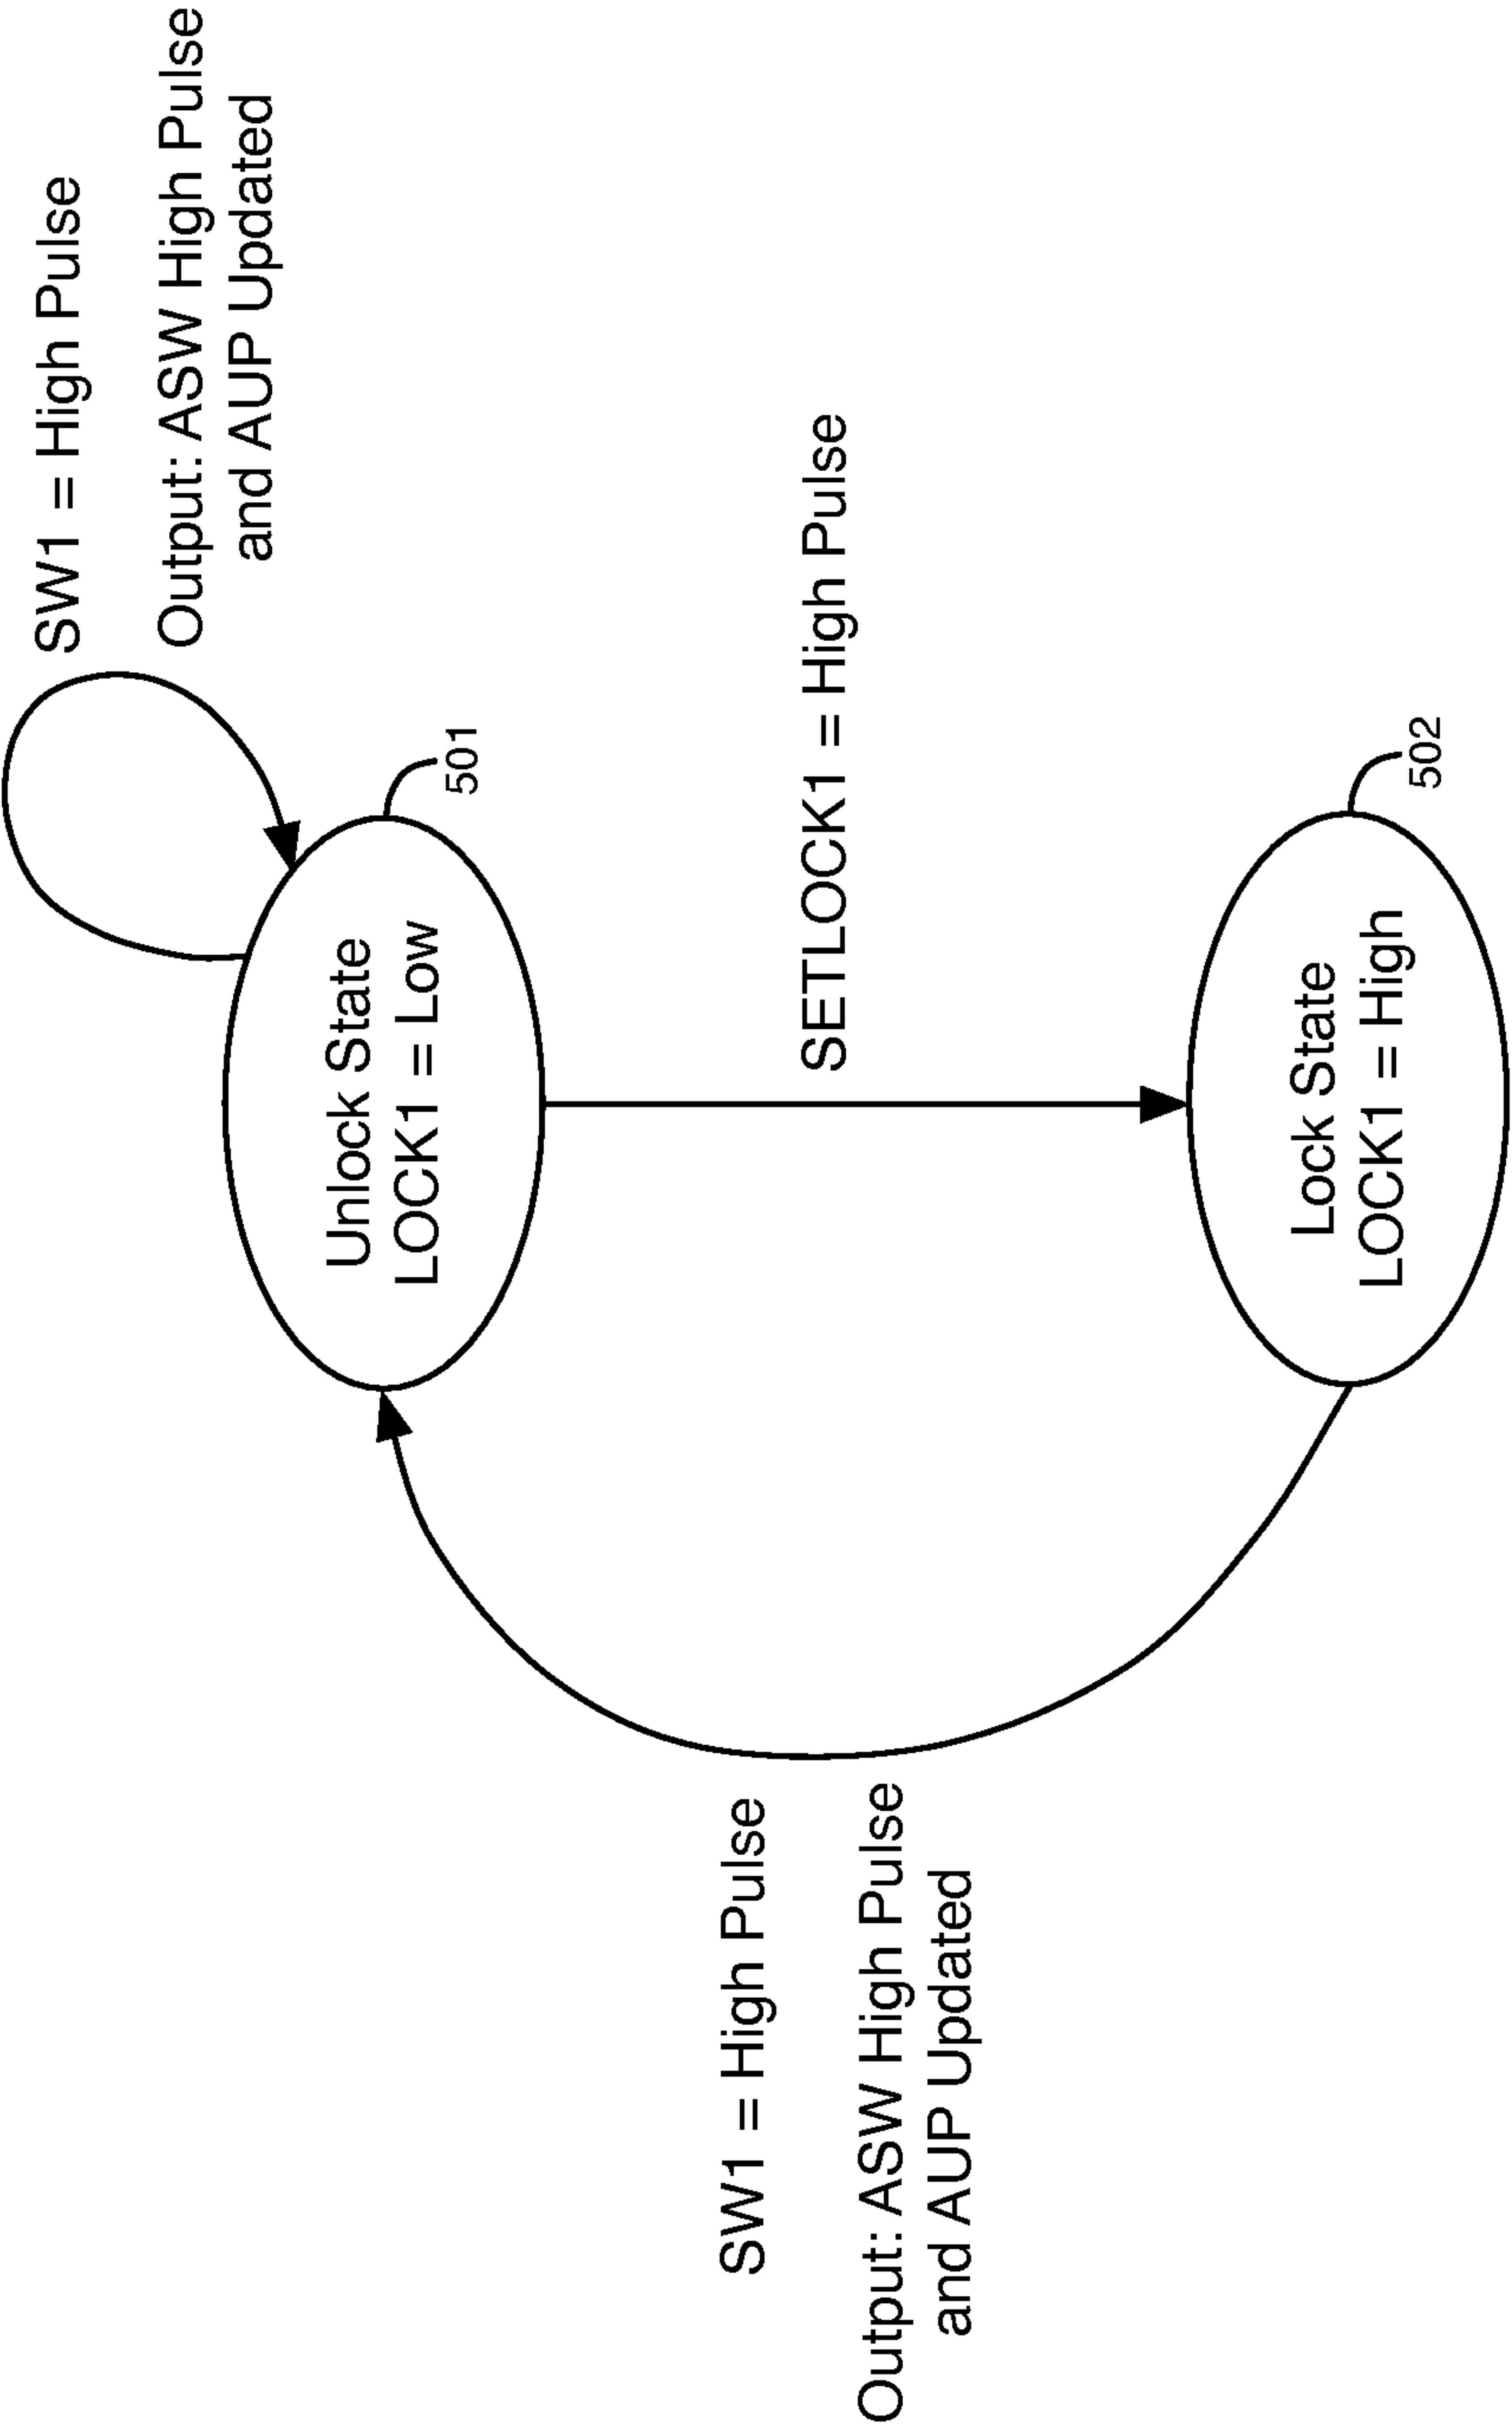 SW1 = High Pulse
Output: ASW High Pulse
and AUP Updated
Unlock State
LOCK1 = Low
501
SETLOCK1 = High Pulse
SW1 = High Pulse
Output: ASW High Pulse
and AUP Updated
Lock State
LOCK1 = High
502